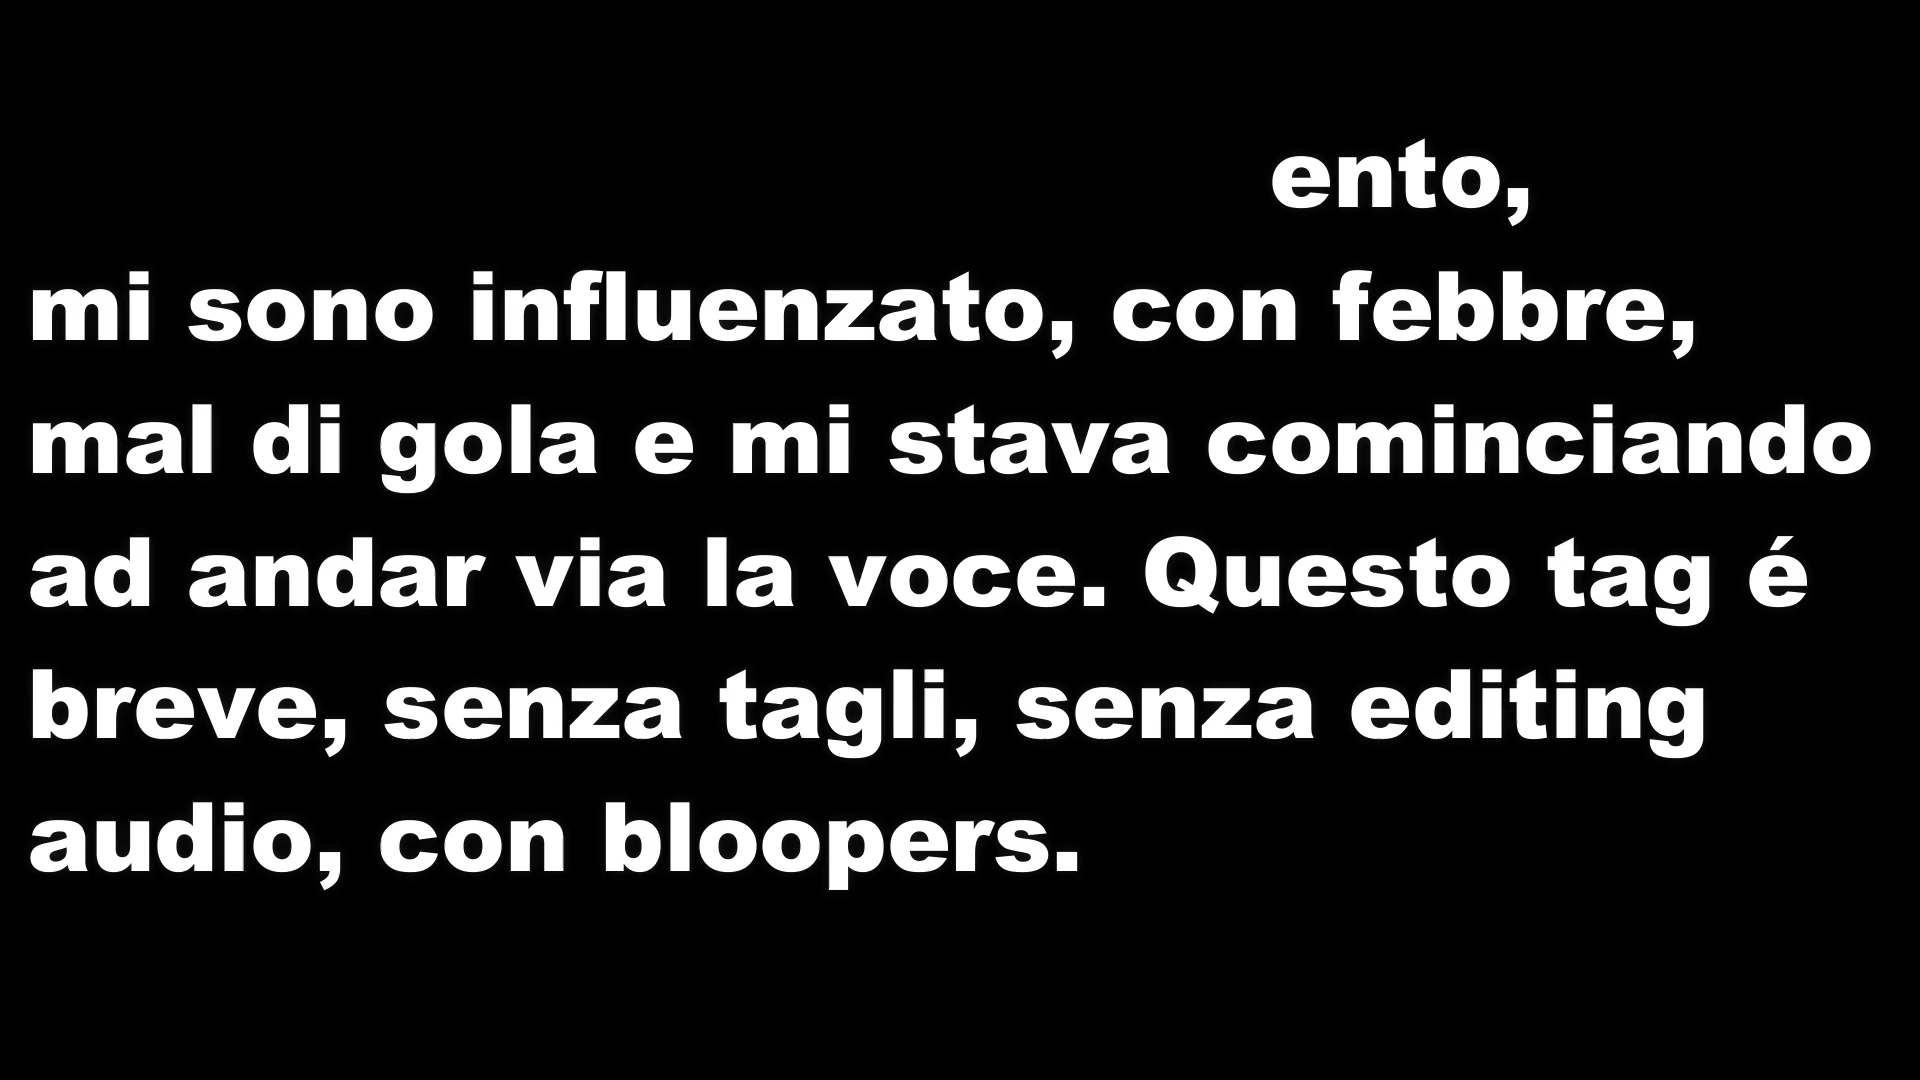 ento,
mi sono influenzato, con febbre,
mal di gola e mi stava cominciando
ad andar via la voce. Questo tag é
breve, senza tagli, senza editing
audio, con bloopers.